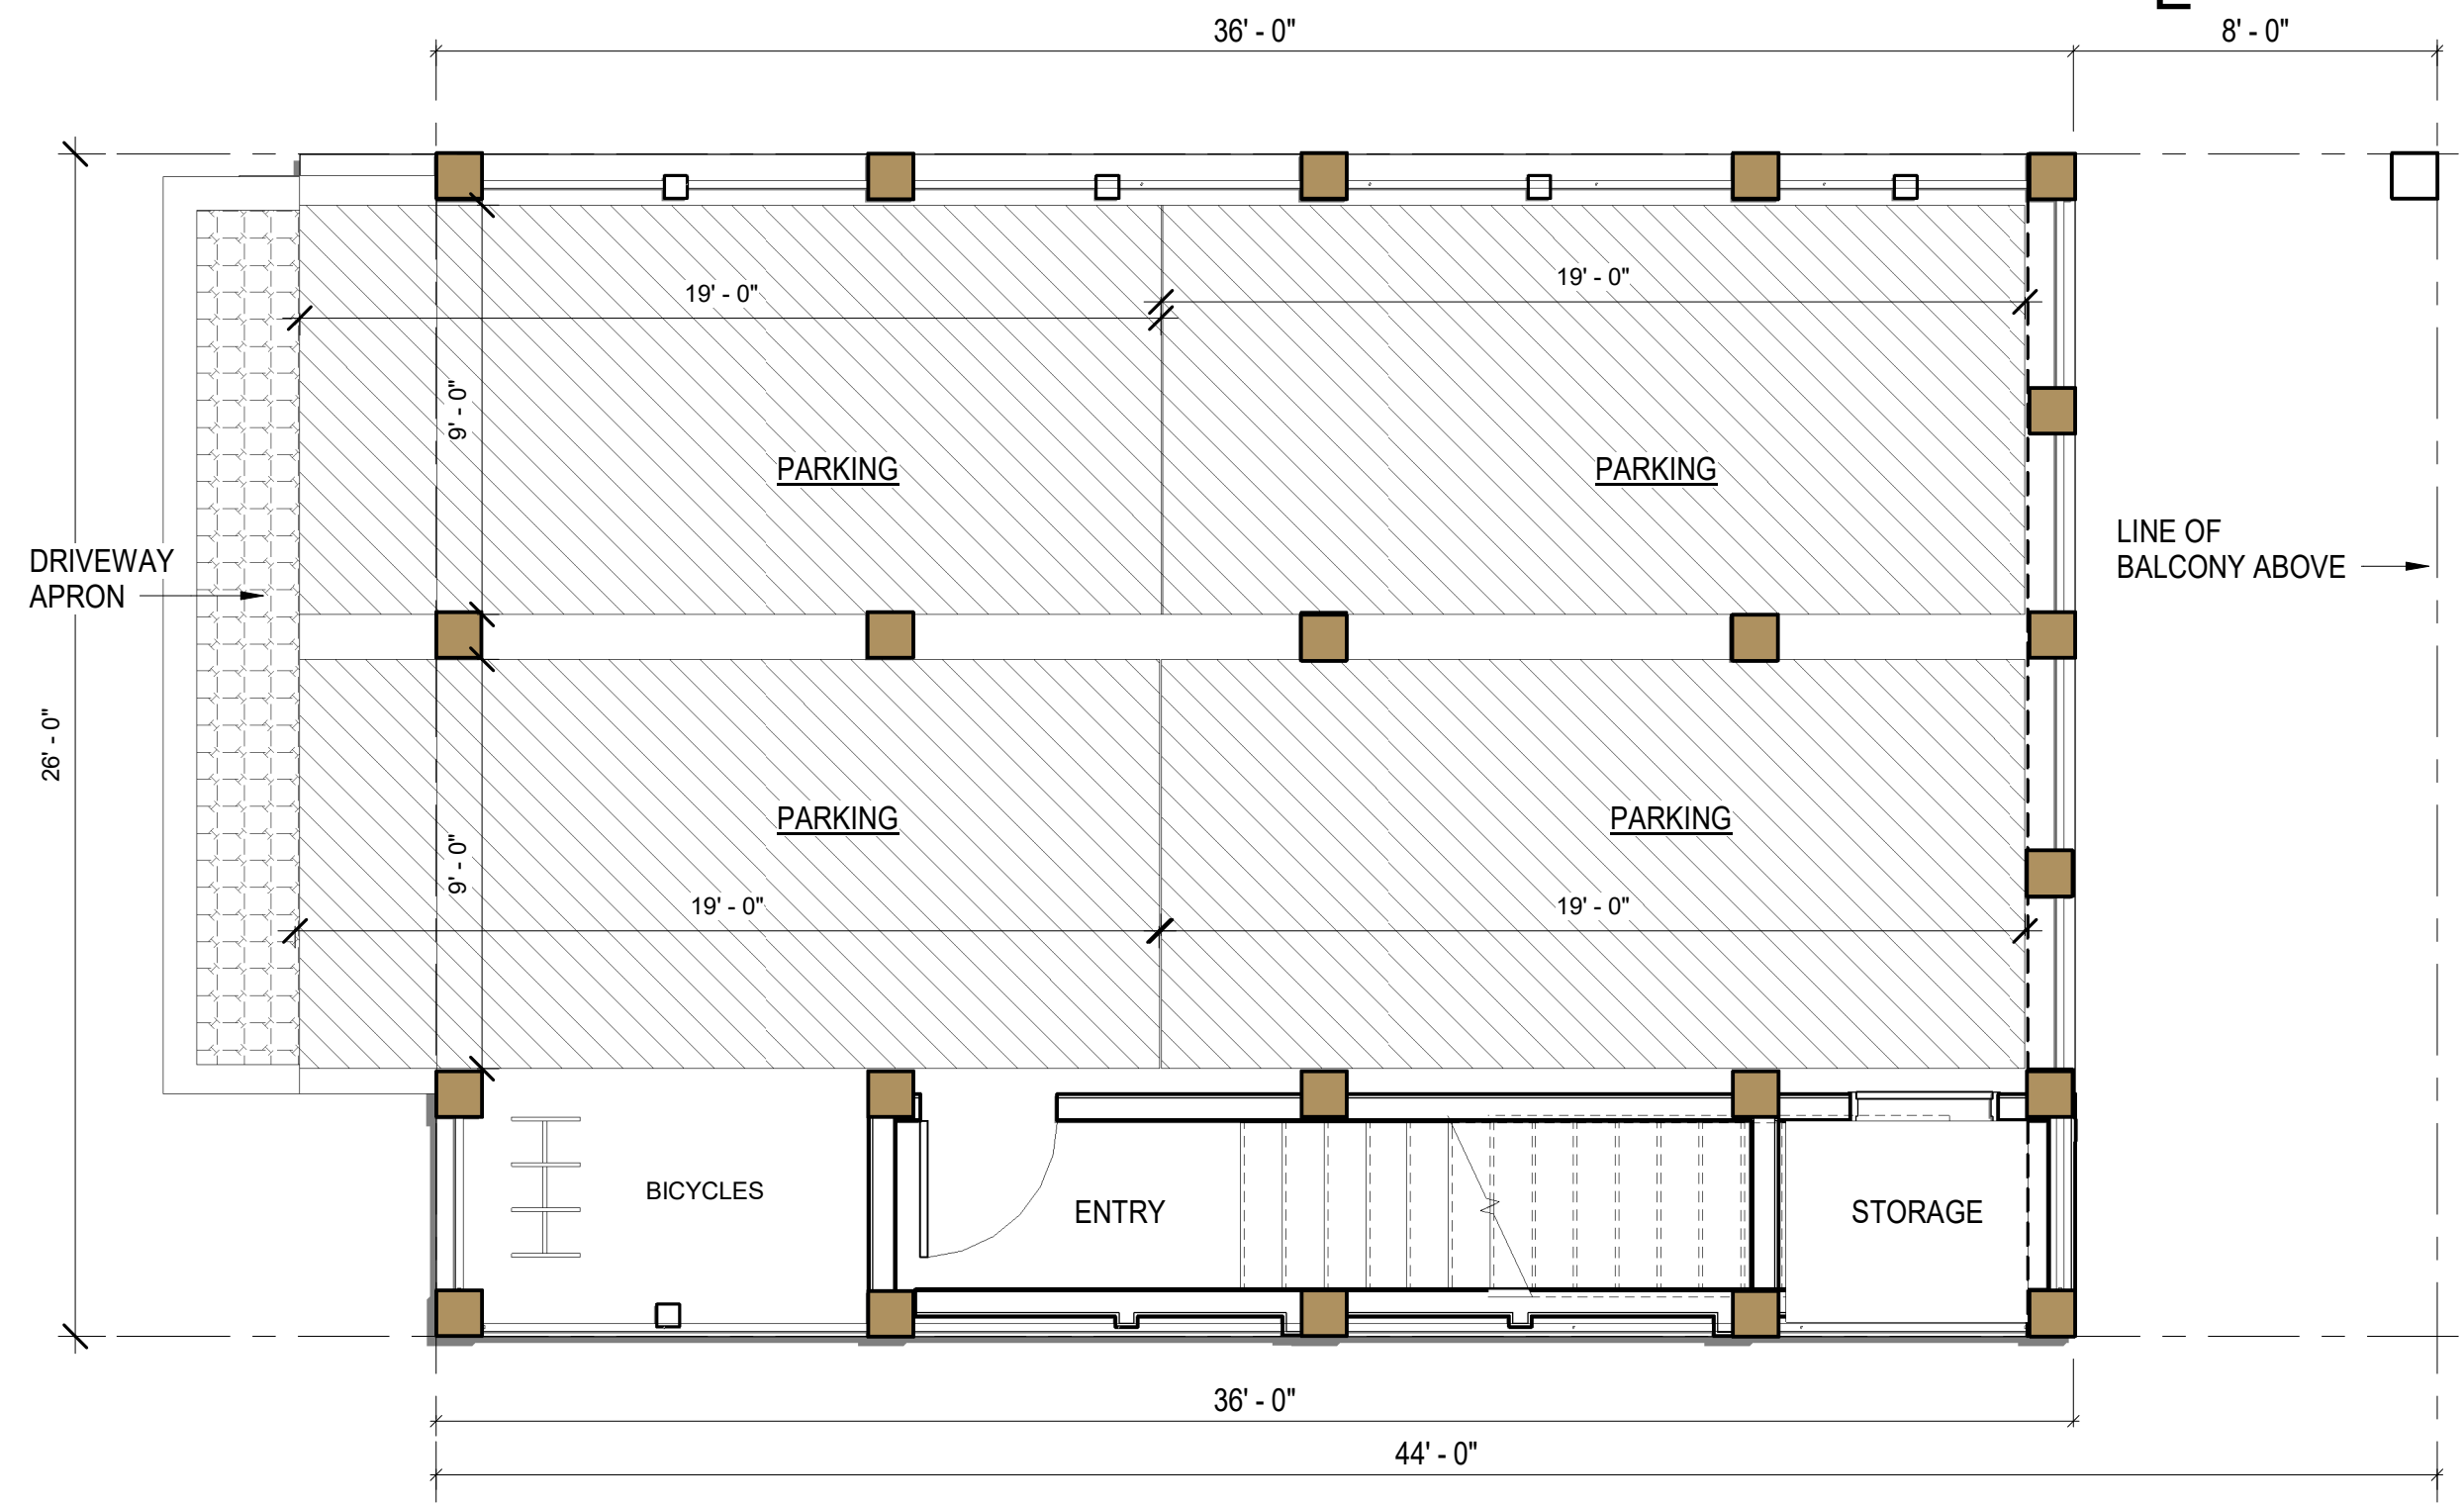 36' - 0"
8' - 0"
19' - 0"
19' - 0"
9' - 0"
PARKING
PARKING
DRIVEWAY
APRON
LINE OF
BALCONY ABOVE
26' - 0"
PARKING
PARKING
9' - 0"
19' - 0"
19' - 0"
BICYCLES
ENTRY
STORAGE
36' - 0"
44' - 0"